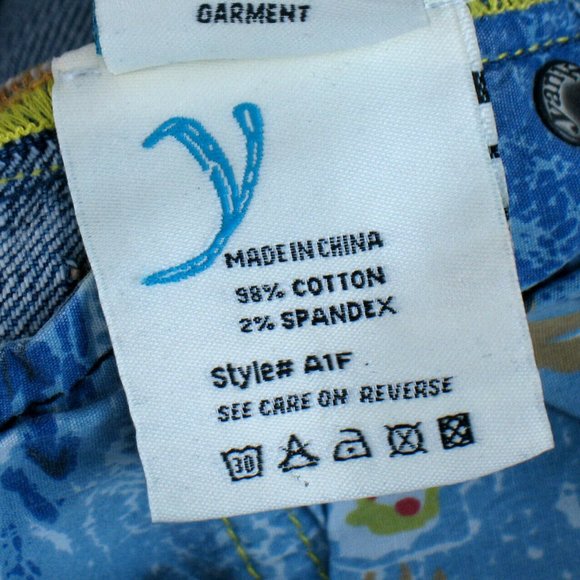 GARMENT
MADE IN CHINA
98% COTTON
2% SPANDEX
Style# A1F
SEE CARE ON REVERSE
30